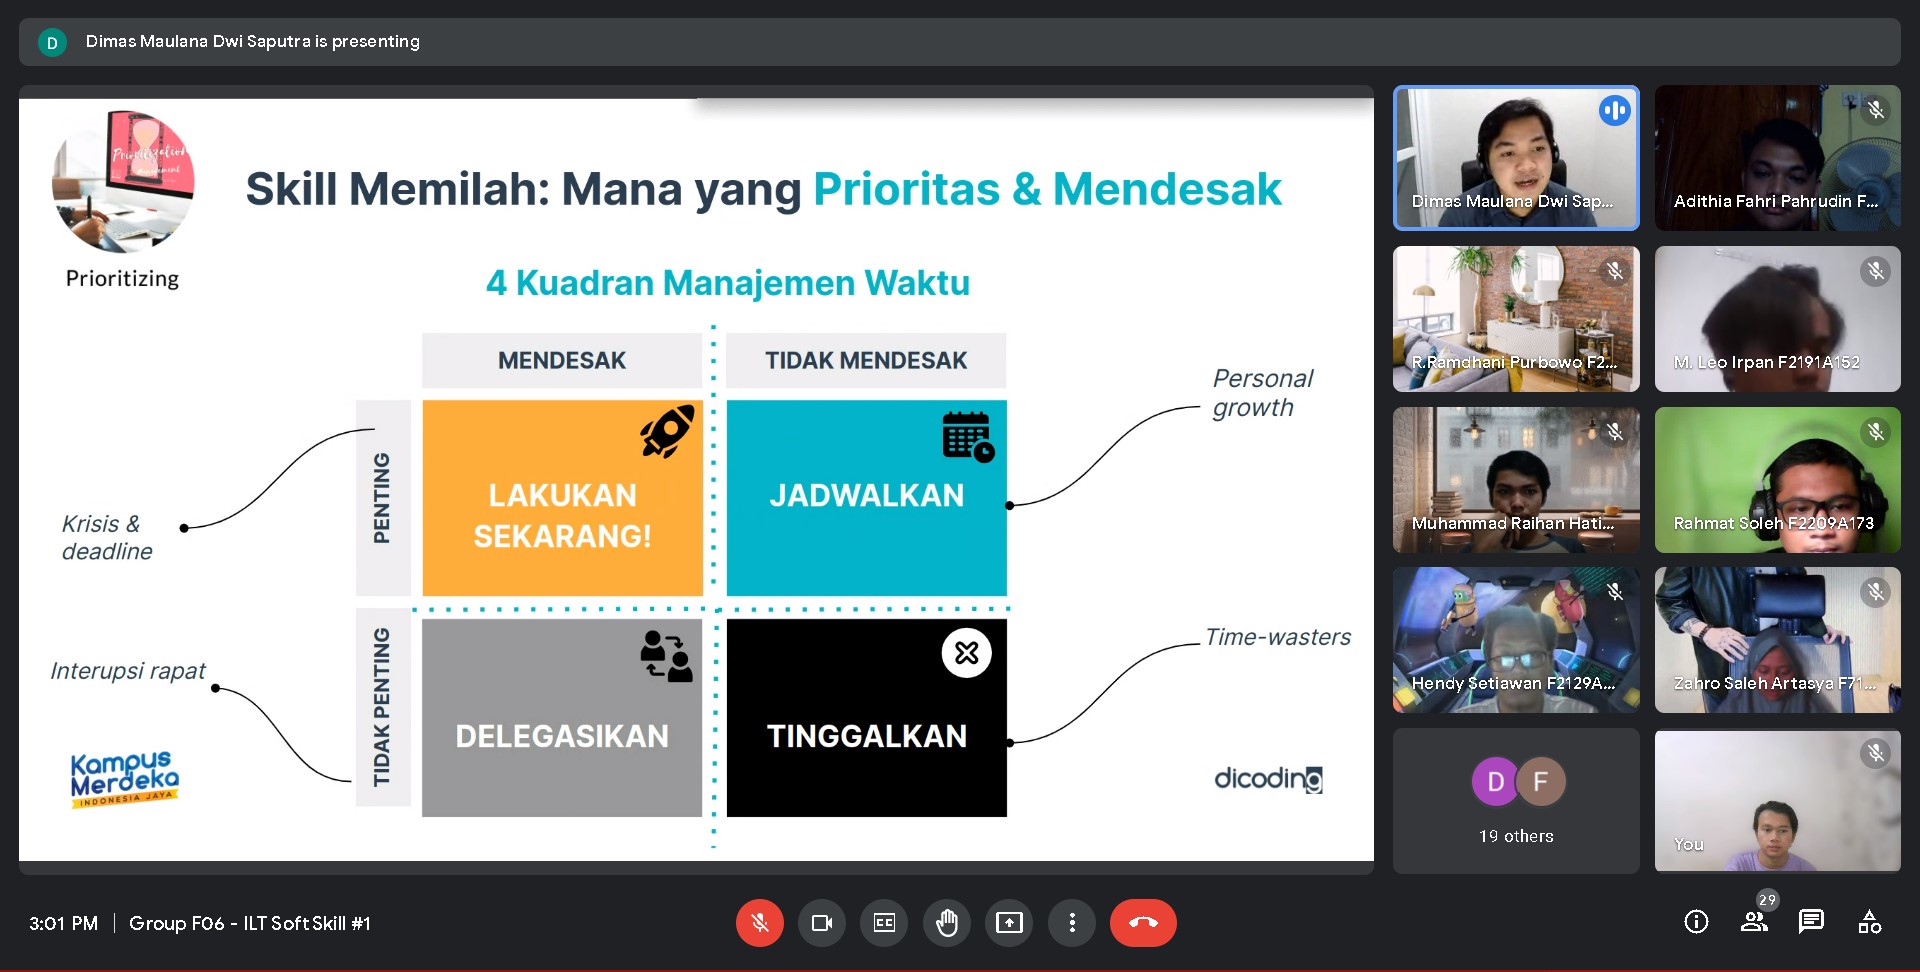 D
Dimas Maulana Dwi Saputra is presenting
Prioritization
Management
Prioritizing
Skill Memilah: Mana yang Prioritas & Mendesak
4 Kuadran Manajemen Waktu
MENDESAK
TIDAK MENDESAK
PENTING
TIDAK PENTING
LAKUKAN
SEKARANG!
JADWALKAN
DELEGASIKAN
TINGGALKAN
Krisis &
deadline
Interupsi rapat
Personal
growth
Time-wasters
Kampus
Merdeka
INDONESIA JAYA
dicoding
Dimas Maulana Dwi Sap...
Adithia Fahri Pahrudin F...
R.Ramdhani Purbowo F2...
M. Leo Irpan F2191A152
Muhammad Raihan Hati...
Rahmat Soleh F2209A173
Hendy Setiawan F2129A...
Zahro Saleh Artasya F71...
D
F
19 others
You
3:01 PM | Group F06 - ILT SoftSkill #1
CC
29